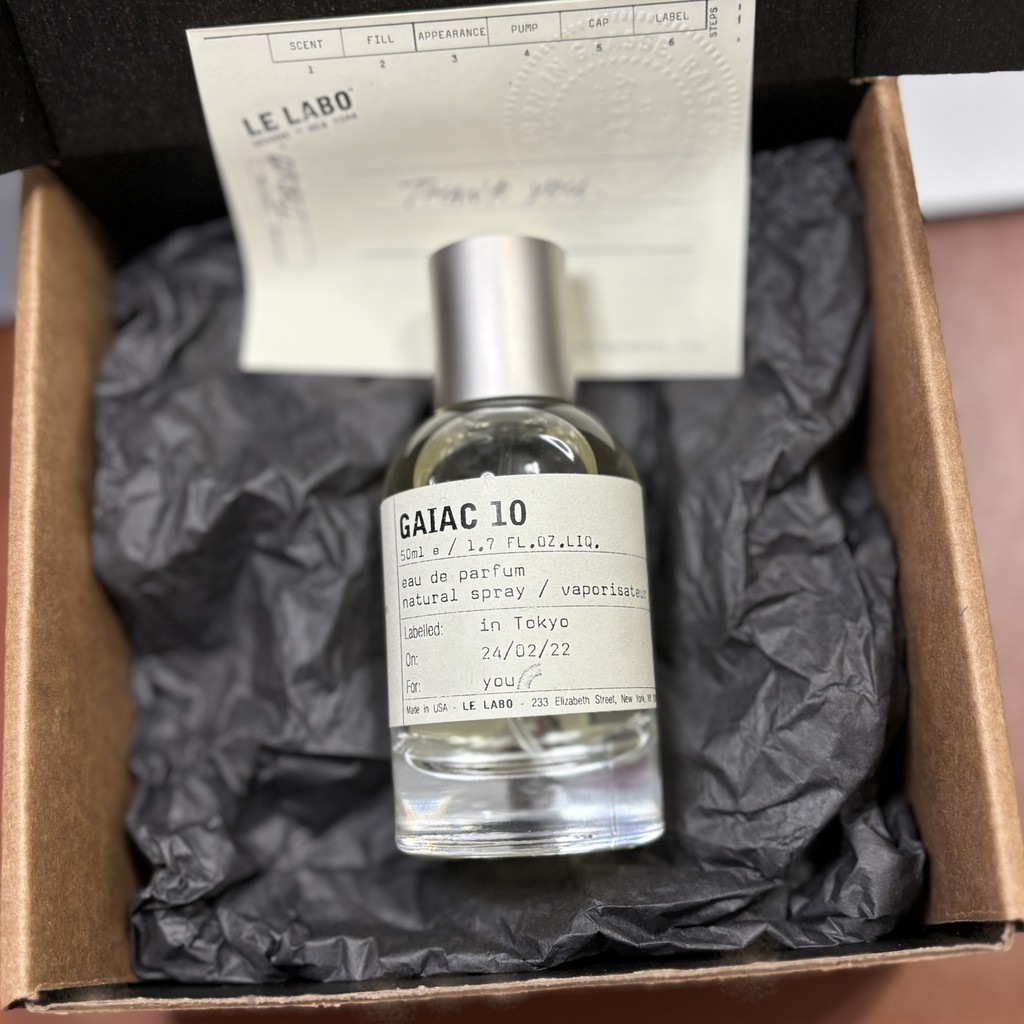 SCENT FILL APPEARANCE PUMP CAP LABEL STEPS
1 2 3 4 5 6
LE LABO
THANK YOU
GAIAC 10
50ml e / 1.7 FL.OZ.LIQ.
eau de parfum
natural spray / vaporisateur
Labelled: in Tokyo
On: 24/02/22
For: you
Made in USA - LE LABO - 233 Elizabeth Street, New York, NY